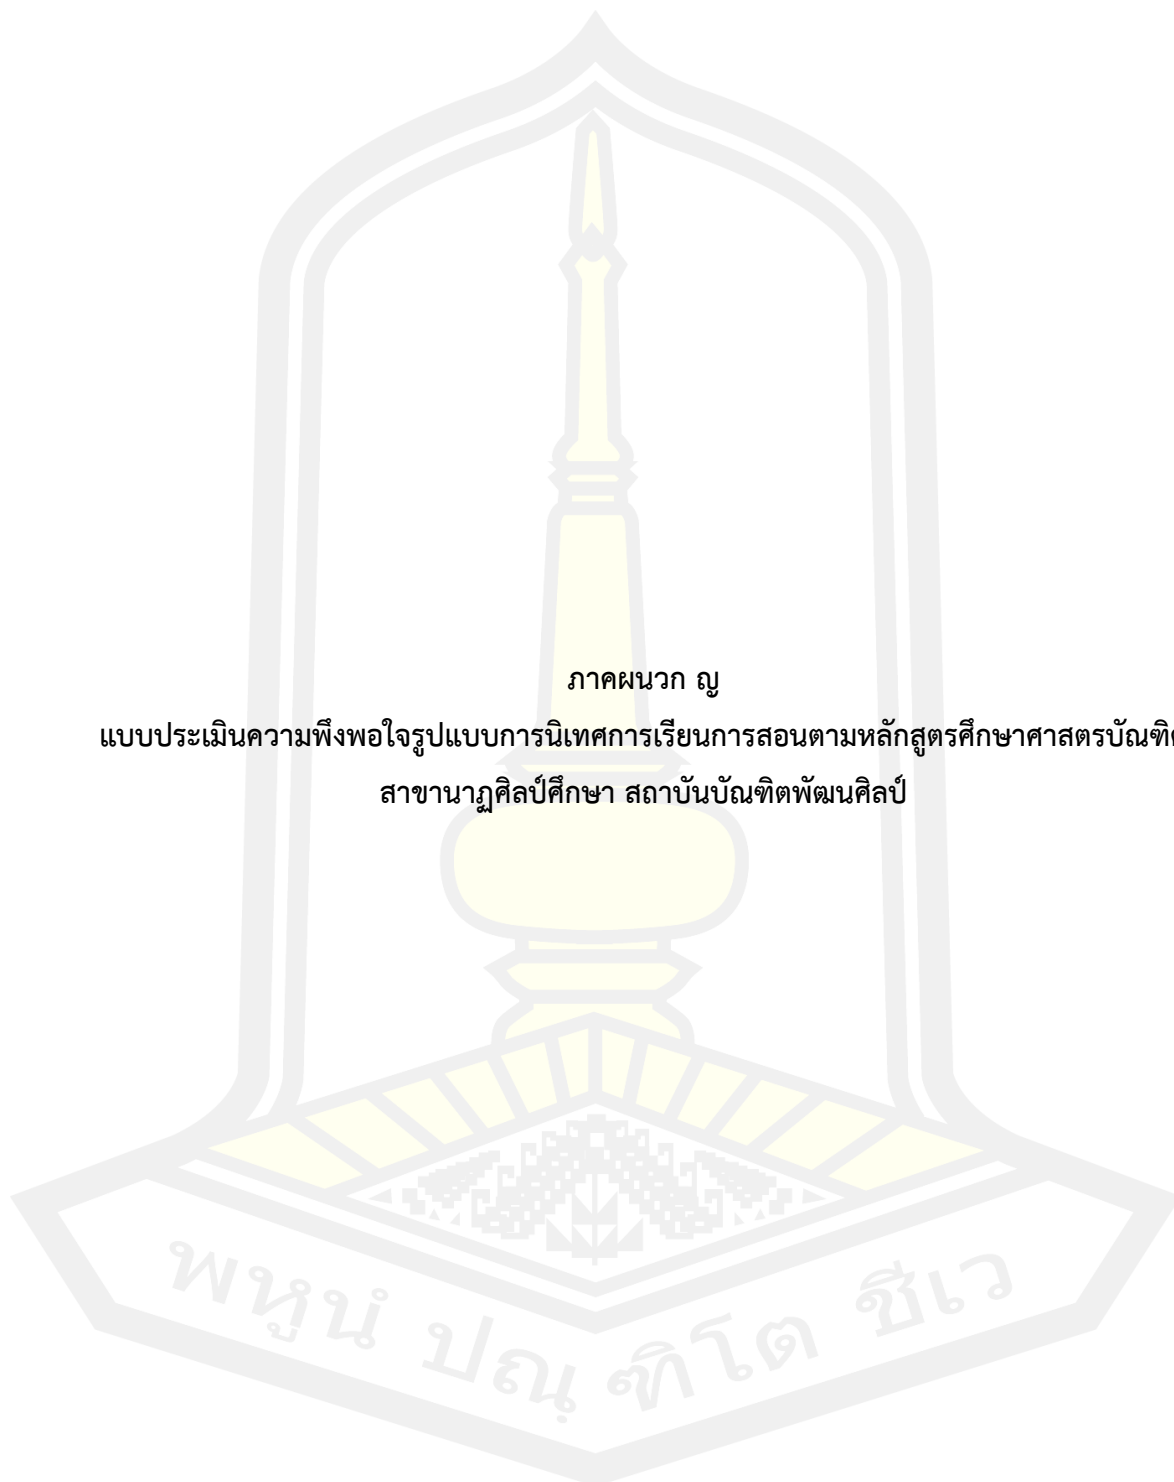 ภาคผนวก ญ
แบบประเมินความพึงพอใจรูปแบบการนิเทศการเรียนการสอนตามหลักสูตรศึกษาศาสตรบัณฑิต
สาขานาฏศิลป์ศึกษา สถาบันบัณฑิตพัฒนศิลป์
พหูนํ ปณฺฑิโต ชีเว